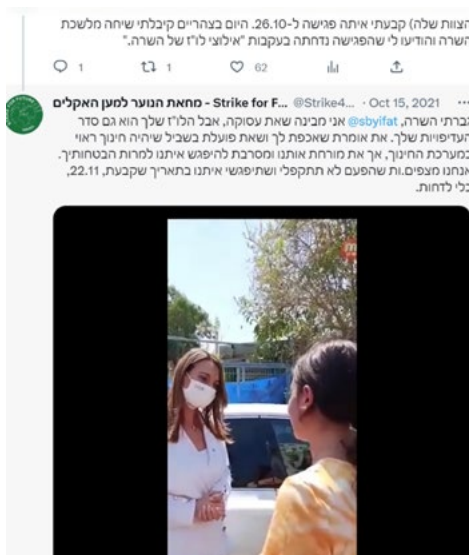 הצוות שלה) קבעתי איתה פגישה ל-26.10. היום בצהריים קיבלתי שיחה מלשכת
השרה והודיעו לי שהפגישה נדחתה בעקבות "אילוצי לו"ז של השרה."
1 1 62
מחאת הנוער למען האקלים - Strike for F... @Strike4... · Oct 15, 2021 ...
גברתי השרה, @sbyifat אני מבינה שאת עסוקה, אבל הלו"ז שלך הוא גם סדר
העדיפויות שלך. את אומרת שאכפת לך ושאת פועלת בשביל שיהיה חינוך ראוי
במערכת החינוך, אך את מורחת אותנו ומסרבת להיפגש איתנו למרות הבטחותיך.
אנחנו מצפים.ות שהפעם לא תתקפלי ושתיפגשי איתנו בתאריך שקבעת, 22.11,
בלי לדחות.